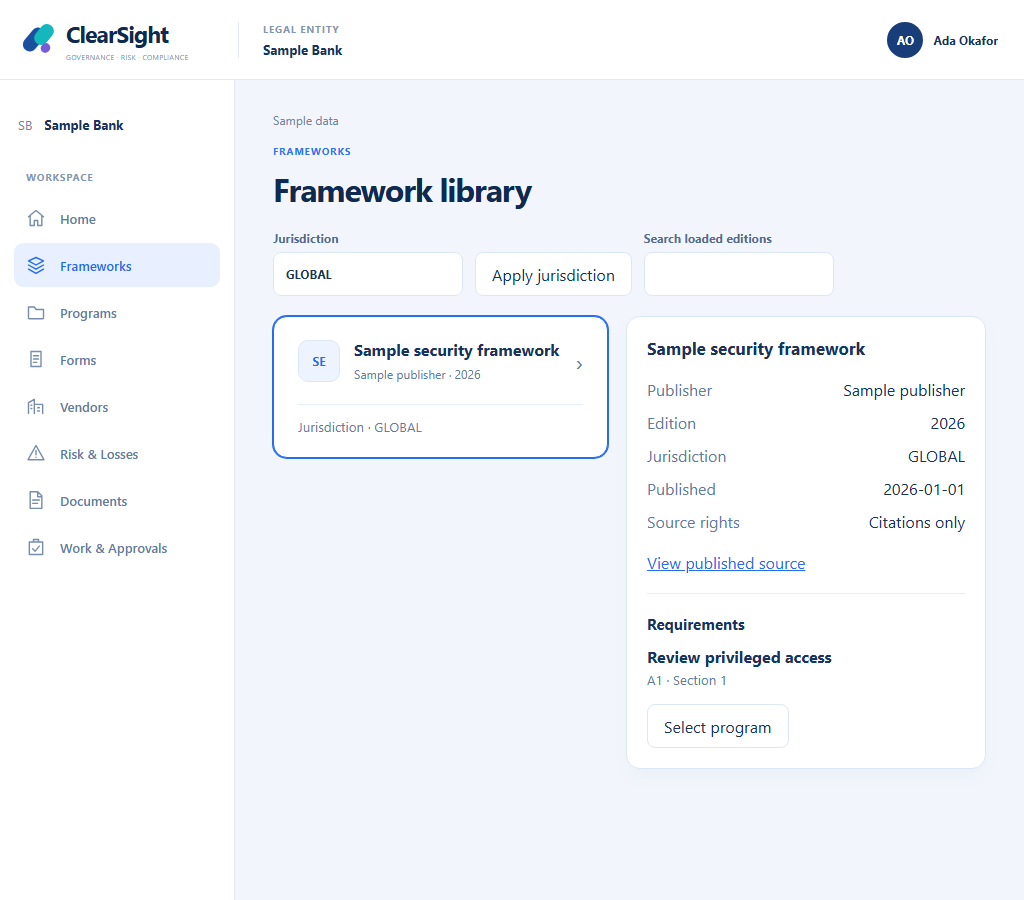 ClearSight
GOVERNANCE · RISK · COMPLIANCE
LEGAL ENTITY
Sample Bank
AO
Ada Okafor
SB Sample Bank
WORKSPACE
Home
Frameworks
Programs
Forms
Vendors
Risk & Losses
Documents
Work & Approvals
Sample data
FRAMEWORKS
Framework library
Jurisdiction
GLOBAL
Apply jurisdiction
Search loaded editions
SE
Sample security framework
Sample publisher · 2026
›
Jurisdiction · GLOBAL
Sample security framework
Publisher Sample publisher
Edition 2026
Jurisdiction GLOBAL
Published 2026-01-01
Source rights Citations only
View published source
Requirements
Review privileged access
A1 · Section 1
Select program